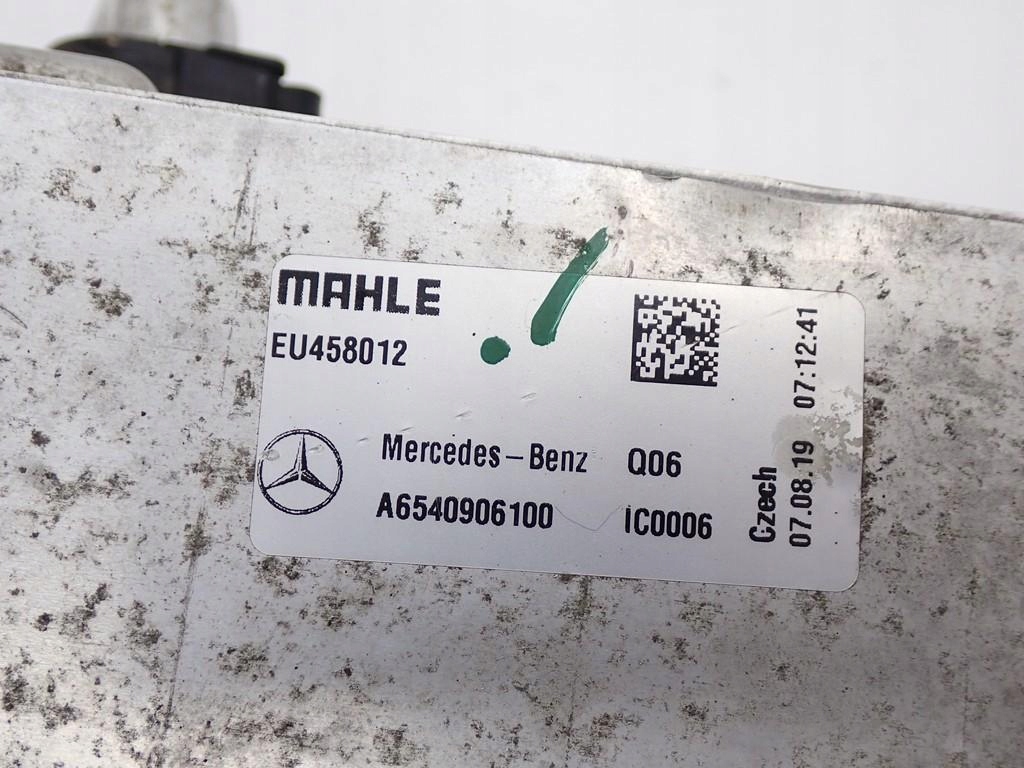 MAHLE
EU458012
Mercedes-Benz Q06
A6540906100 IC0006
Czech
07.08.19 07:12:41